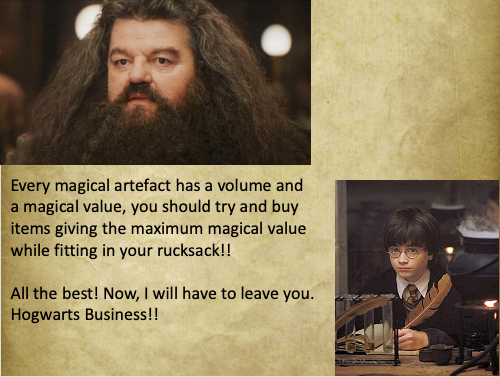 Every magical artefact has a volume and
a magical value, you should try and buy
items giving the maximum magical value
while fitting in your rucksack!!
All the best! Now, I will have to leave you.
Hogwarts Business!!